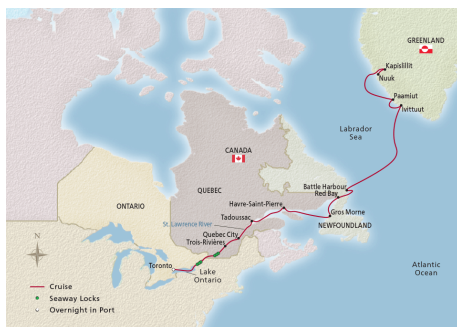 GREENLAND
Kapisillit
Nuuk
Paamiut
Ivittuut
Labrador
Sea
CANADA
Battle Harbour
Red Bay
QUEBEC
Havre-Saint-Pierre
ONTARIO
Gros Morne
Tadoussac
St. Lawrence River
NEWFOUNDLAND
Quebec City
Trois-Rivières
N
Toronto
Lake
Ontario
Atlantic
Ocean
Cruise
Seaway Locks
Overnight in Port